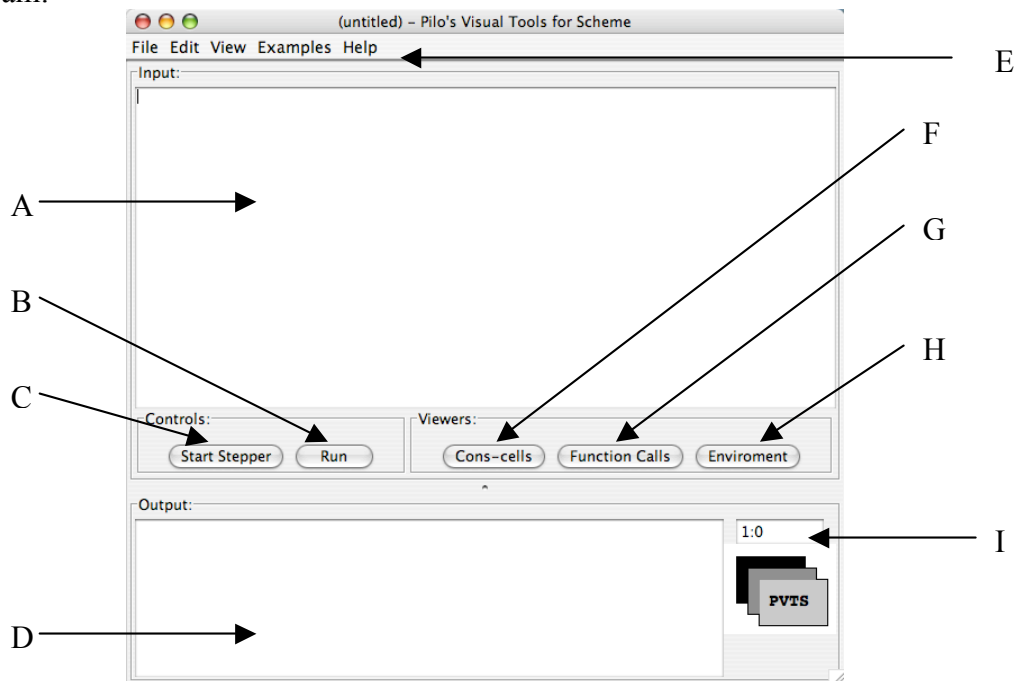 (untitled) – Pilo's Visual Tools for Scheme
File Edit View Examples Help
E
Input:
F
A
G
B
H
C
Controls:
Viewers:
Start Stepper Run Cons-cells Function Calls Enviroment
Output:
1:0
I
PVTS
D